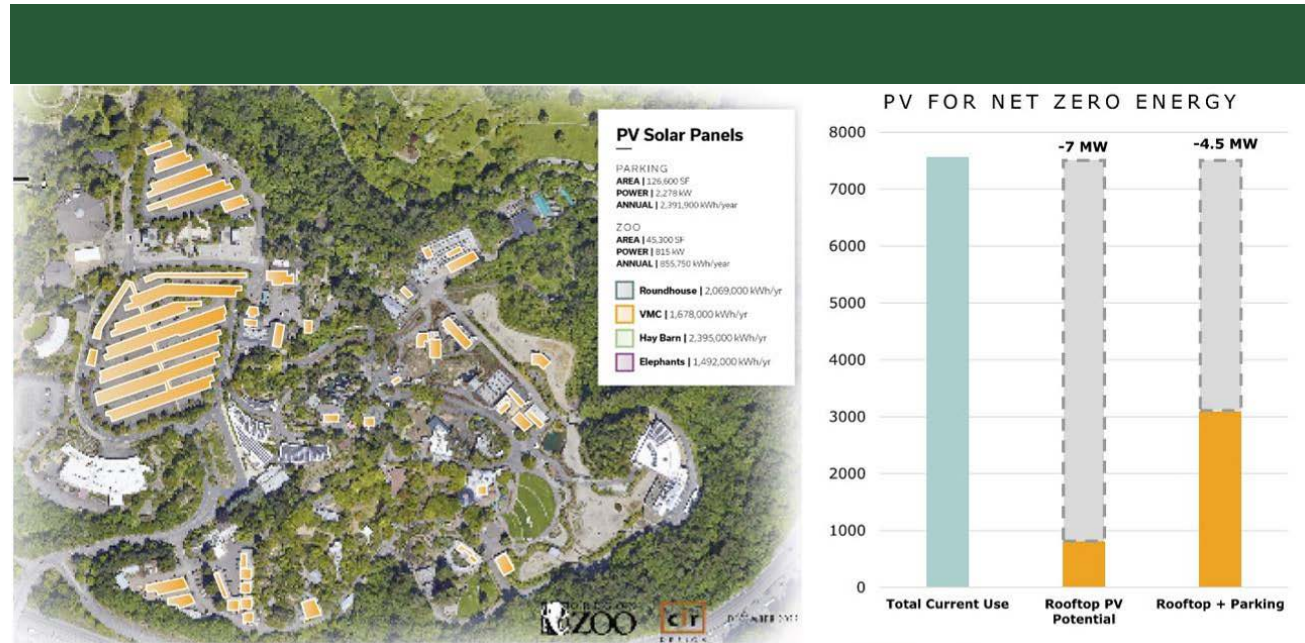 PV Solar Panels
PARKING
AREA | 126,600 SF
POWER | 2,278 kW
ANNUAL | 2,391,900 kWh/year
ZOO
AREA | 45,300 SF
POWER | 815 kW
ANNUAL | 855,750 kWh/year
Roundhouse | 2,069,000 kWh/yr
VMC | 1,678,000 kWh/yr
Hay Barn | 2,395,000 kWh/yr
Elephants | 1,492,000 kWh/yr
OREGON
ZOO
DESIGN
PV FOR NET ZERO ENERGY
8000
7000
6000
5000
4000
3000
2000
1000
0
-7 MW
-4.5 MW
Total Current Use
Rooftop PV
Potential
Rooftop + Parking